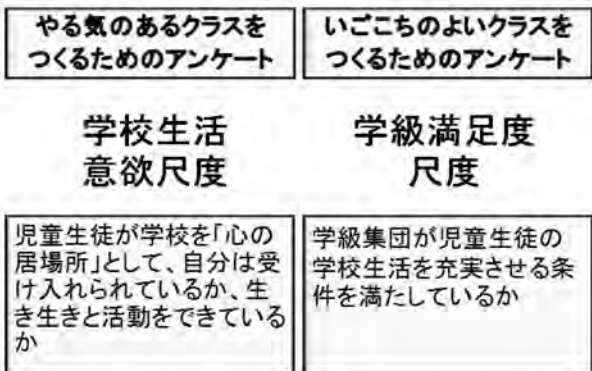 やる気のあるクラスを
つくるためのアンケート
学校生活
意欲尺度
児童生徒が学校を「心の
居場所」として、自分は受
け入れられているか、生
き生きと活動をできている
か
いごこちのよいクラスを
つくるためのアンケート
学級満足度
尺度
学級集団が児童生徒の
学校生活を充実させる条
件を満たしているか